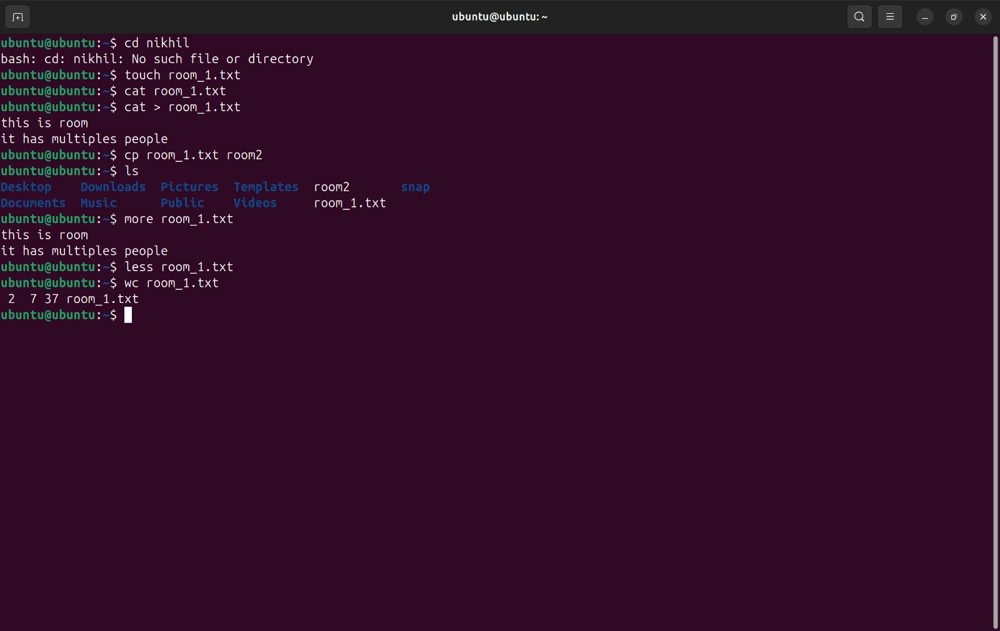 ubuntu@ubuntu: ~
ubuntu@ubuntu:~$ cd nikhil
bash: cd: nikhil: No such file or directory
ubuntu@ubuntu:~$ touch room_1.txt
ubuntu@ubuntu:~$ cat room_1.txt
ubuntu@ubuntu:~$ cat > room_1.txt
this is room
it has multiples people
ubuntu@ubuntu:~$ cp room_1.txt room2
ubuntu@ubuntu:~$ ls
Desktop    Downloads  Pictures  Templates  room2       snap
Documents  Music      Public    Videos     room_1.txt
ubuntu@ubuntu:~$ more room_1.txt
this is room
it has multiples people
ubuntu@ubuntu:~$ less room_1.txt
ubuntu@ubuntu:~$ wc room_1.txt
 2  7 37 room_1.txt
ubuntu@ubuntu:~$